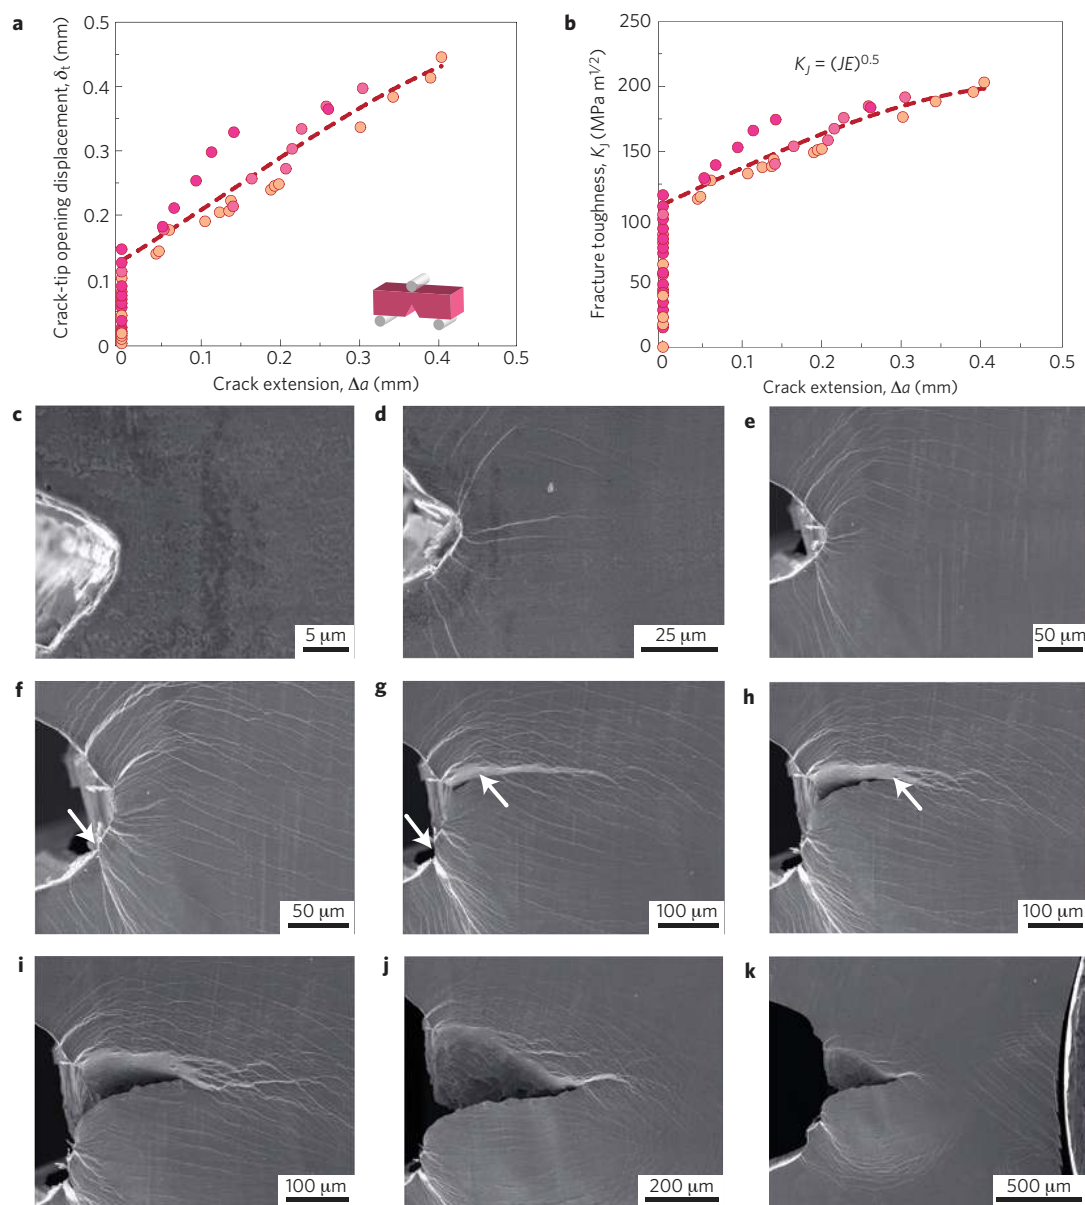 a
0.5
0.4
0.3
0.2
0.1
0
Crack-tip opening displacement, δt (mm)
0 0.1 0.2 0.3 0.4 0.5
Crack extension, Δa (mm)
b
250
200
150
100
50
0
Fracture toughness, KJ (MPa m1/2)
KJ = (JE)0.5
0 0.1 0.2 0.3 0.4 0.5
Crack extension, Δa (mm)
c
5 μm
d
25 μm
e
50 μm
f
50 μm
g
100 μm
h
100 μm
i
100 μm
j
200 μm
k
500 μm